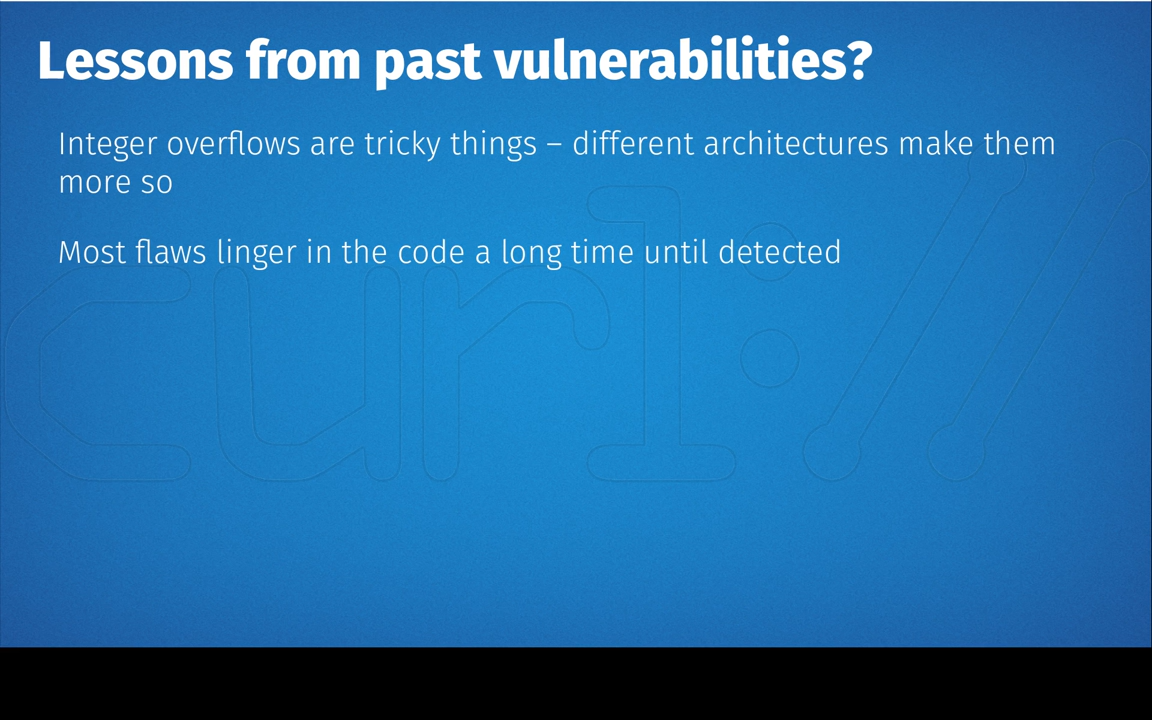 Lessons from past vulnerabilities?
Integer overflows are tricky things – different architectures make them
more so
Most flaws linger in the code a long time until detected
curl://